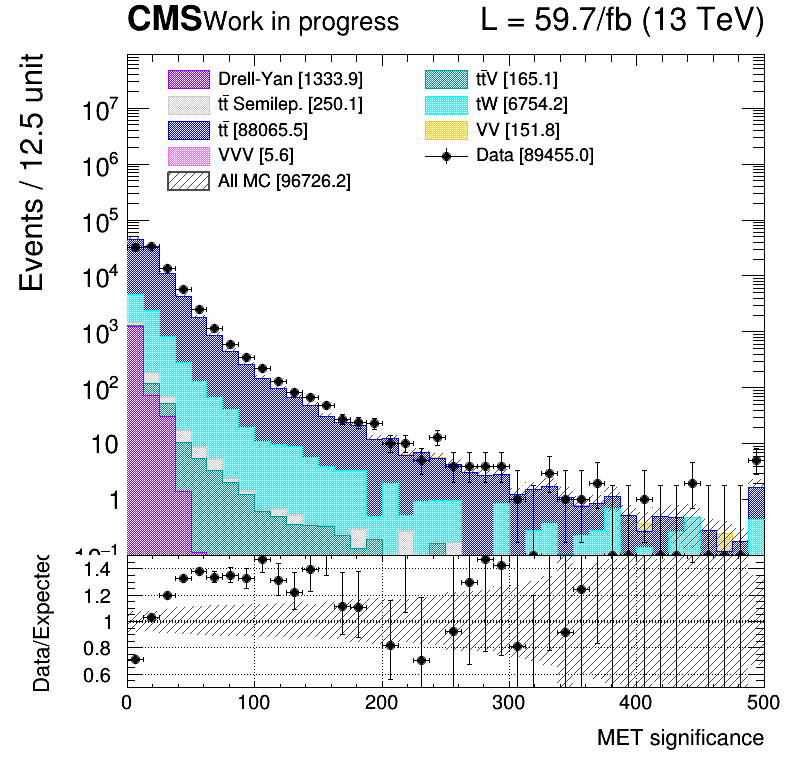 CMS Work in progress L = 59.7/fb (13 TeV)
Events / 12.5 unit
Drell-Yan [1333.9]
tt̄ Semilep. [250.1]
tt̄ [88065.5]
VVV [5.6]
All MC [96726.2]
tt̄V [165.1]
tW [6754.2]
VV [151.8]
Data [89455.0]
10⁷
10⁶
10⁵
10⁴
10³
10²
10
1
10⁻¹
Data/Expected
1.4
1.2
1
0.8
0.6
0 100 200 300 400 500
MET significance